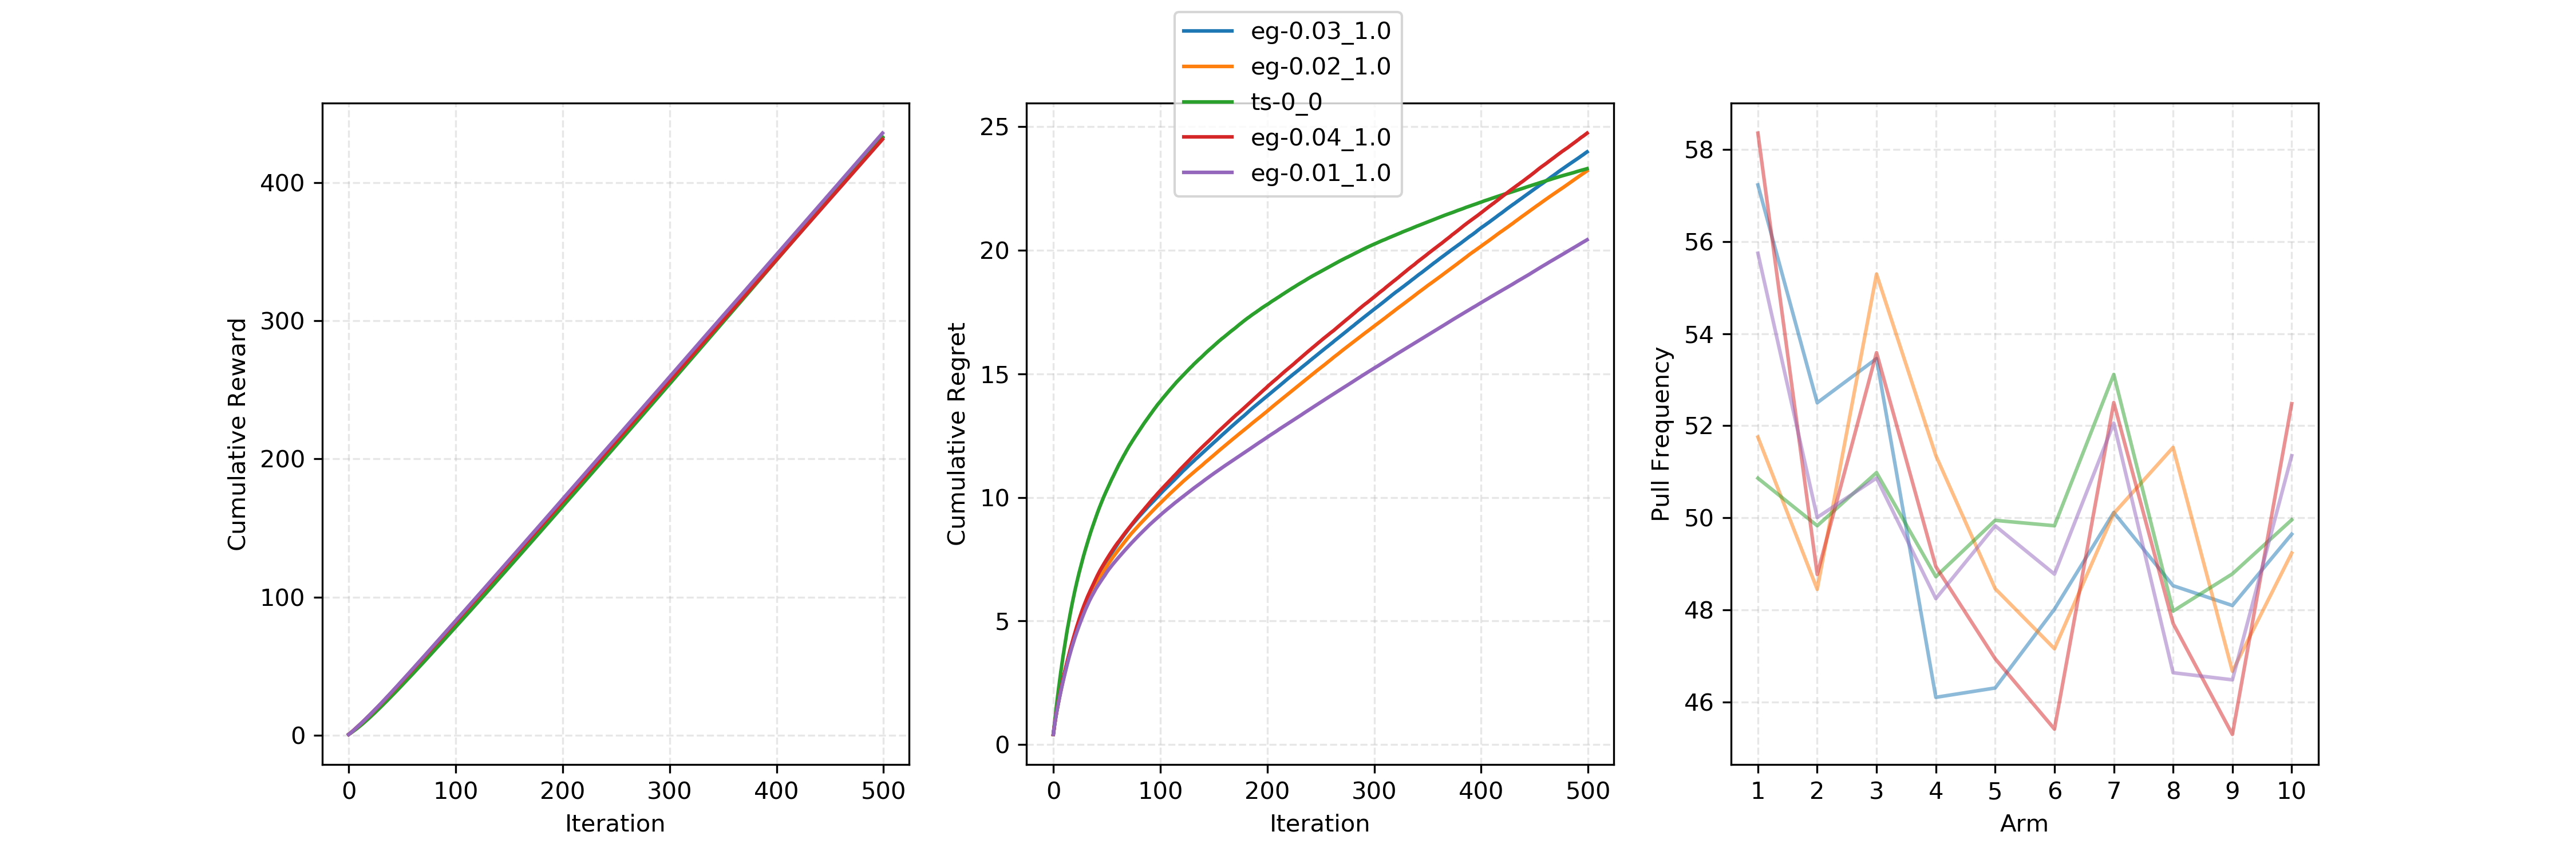 eg-0.03_1.0
eg-0.02_1.0
ts-0_0
eg-0.04_1.0
eg-0.01_1.0
Cumulative Reward
400
300
200
100
0
0 100 200 300 400 500
Iteration
Cumulative Regret
25
20
15
10
5
0
0 100 200 300 400 500
Iteration
Pull Frequency
58
56
54
52
50
48
46
1 2 3 4 5 6 7 8 9 10
Arm